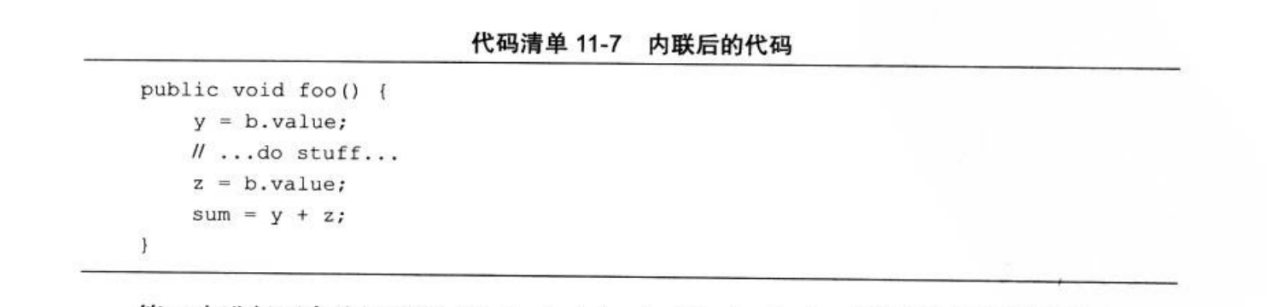 代码清单 11-7 内联后的代码
public void foo() {
y = b.value;
// ...do stuff...
z = b.value;
sum = y + z;
}